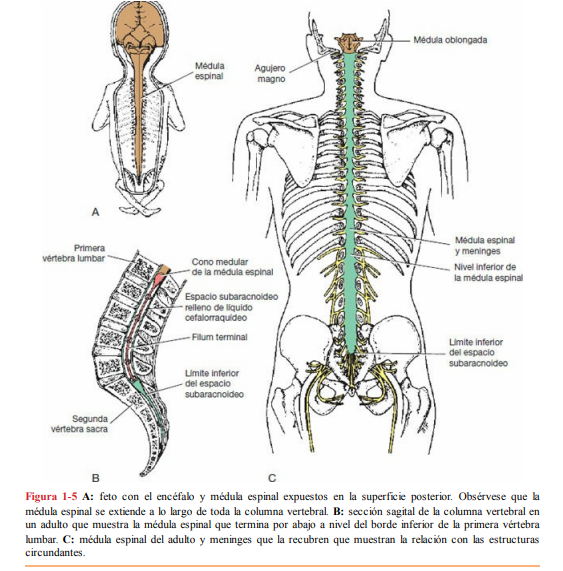 Médula oblongada
Médula
espinal
Agujero
magno
A
Primera
vértebra lumbar
Cono medular
de la médula espinal
Espacio subaracnoideo
relleno de líquido
cefalorraquídeo
Filum terminal
Límite inferior
del espacio
subaracnoideo
Segunda
vértebra sacra
B
Médula espinal
y meninges
Nivel inferior de
la médula espinal
Límite inferior
del espacio
subaracnoideo
C
Figura 1-5 A: feto con el encéfalo y médula espinal expuestos en la superficie posterior. Obsérvese que la
médula espinal se extiende a lo largo de toda la columna vertebral. B: sección sagital de la columna vertebral en
un adulto que muestra la médula espinal que termina por abajo a nivel del borde inferior de la primera vértebra
lumbar. C: médula espinal del adulto y meninges que la recubren que muestran la relación con las estructuras
circundantes.